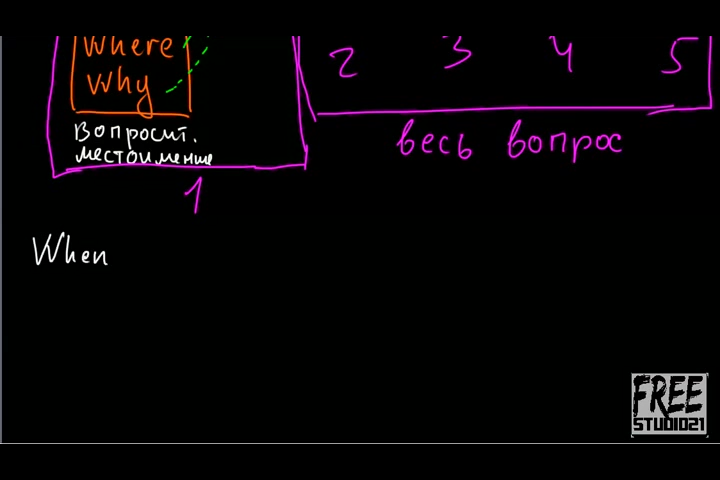 Where
Why
Вопросит.
местоимение
1
2 3 4 5
весь вопрос
When
FREE
STUDIO21